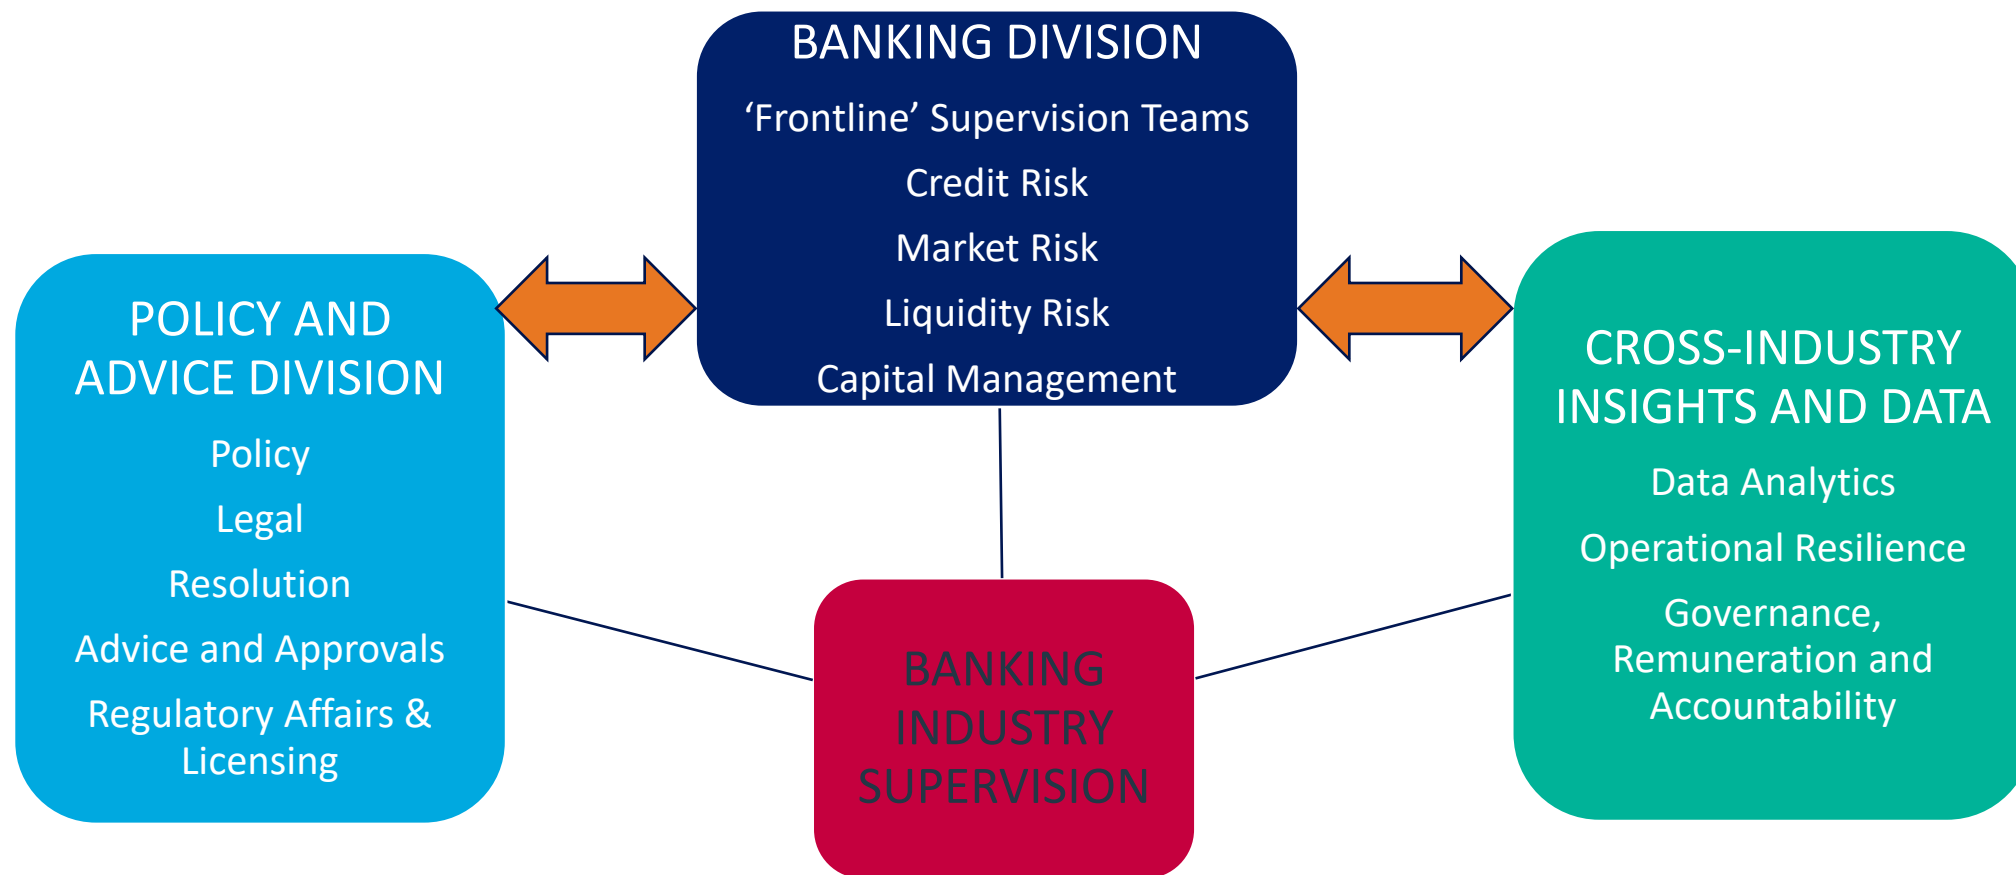 BANKING DIVISION
‘Frontline’ Supervision Teams
Credit Risk
Market Risk
Liquidity Risk
Capital Management
POLICY AND
ADVICE DIVISION
Policy
Legal
Resolution
Advice and Approvals
Regulatory Affairs &
Licensing
CROSS-INDUSTRY
INSIGHTS AND DATA
Data Analytics
Operational Resilience
Governance,
Remuneration and
Accountability
BANKING
INDUSTRY
SUPERVISION